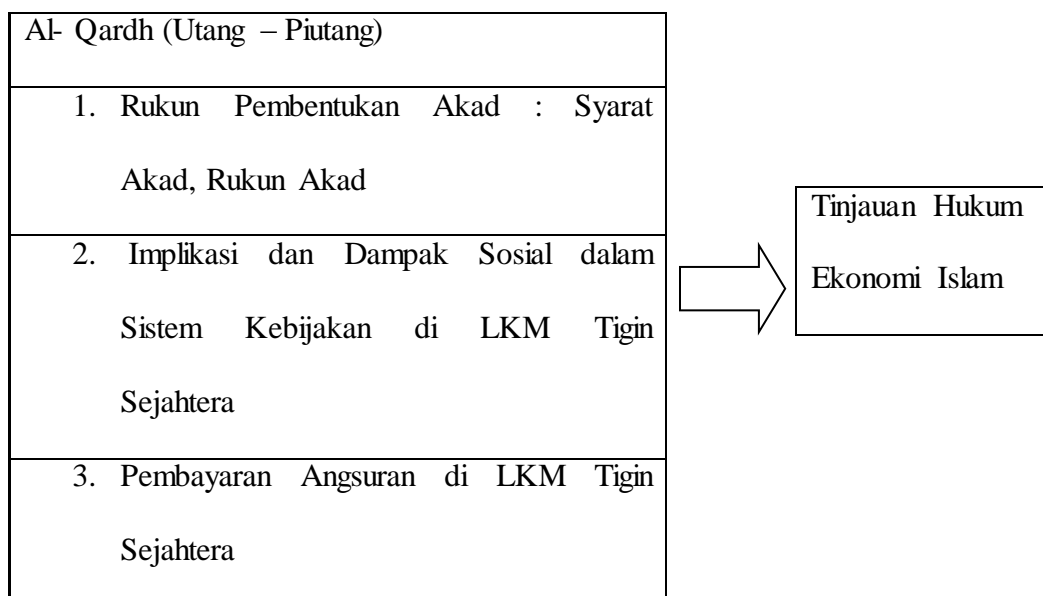 Al- Qardh (Utang – Piutang)
1. Rukun Pembentukan Akad : Syarat
Akad, Rukun Akad
2. Implikasi dan Dampak Sosial dalam
Sistem Kebijakan di LKM Tigin
Sejahtera
3. Pembayaran Angsuran di LKM Tigin
Sejahtera
Tinjauan Hukum
Ekonomi Islam